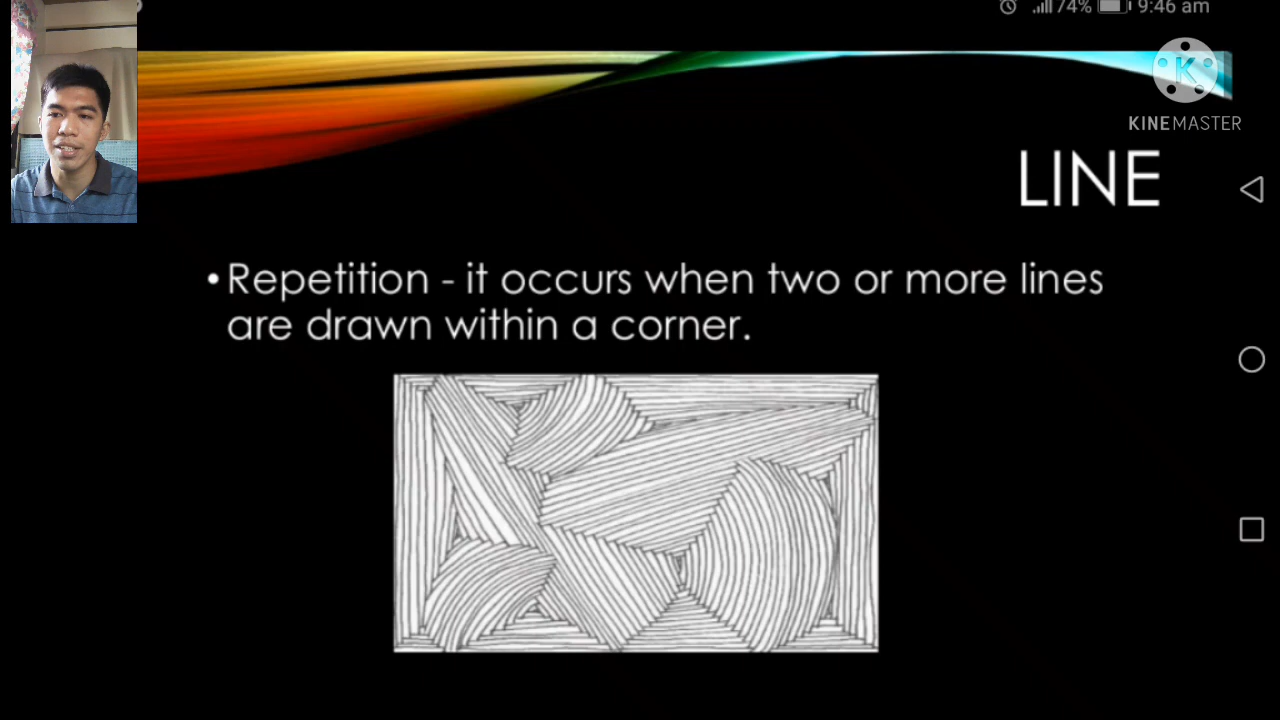 74% 9:46 am
K
KINEMASTER
LINE
• Repetition - it occurs when two or more lines
are drawn within a corner.